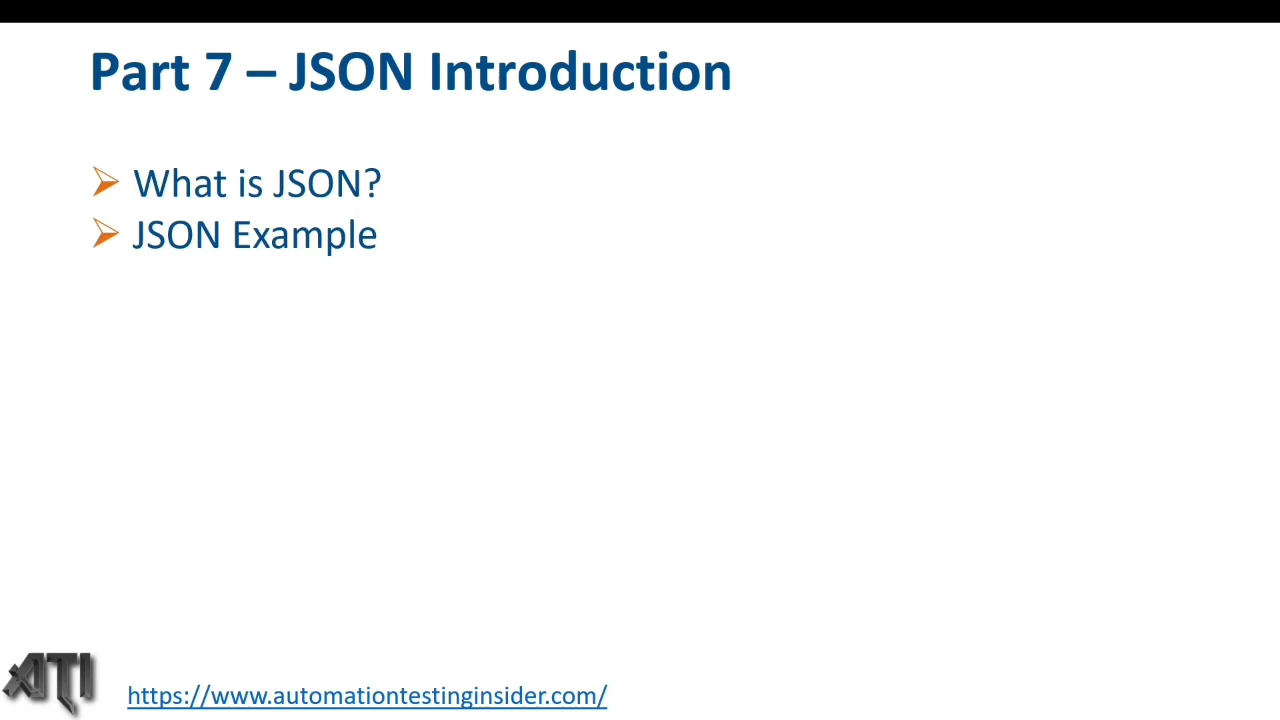 Part 7 – JSON Introduction
What is JSON?
JSON Example
ATI
https://www.automationtestinginsider.com/